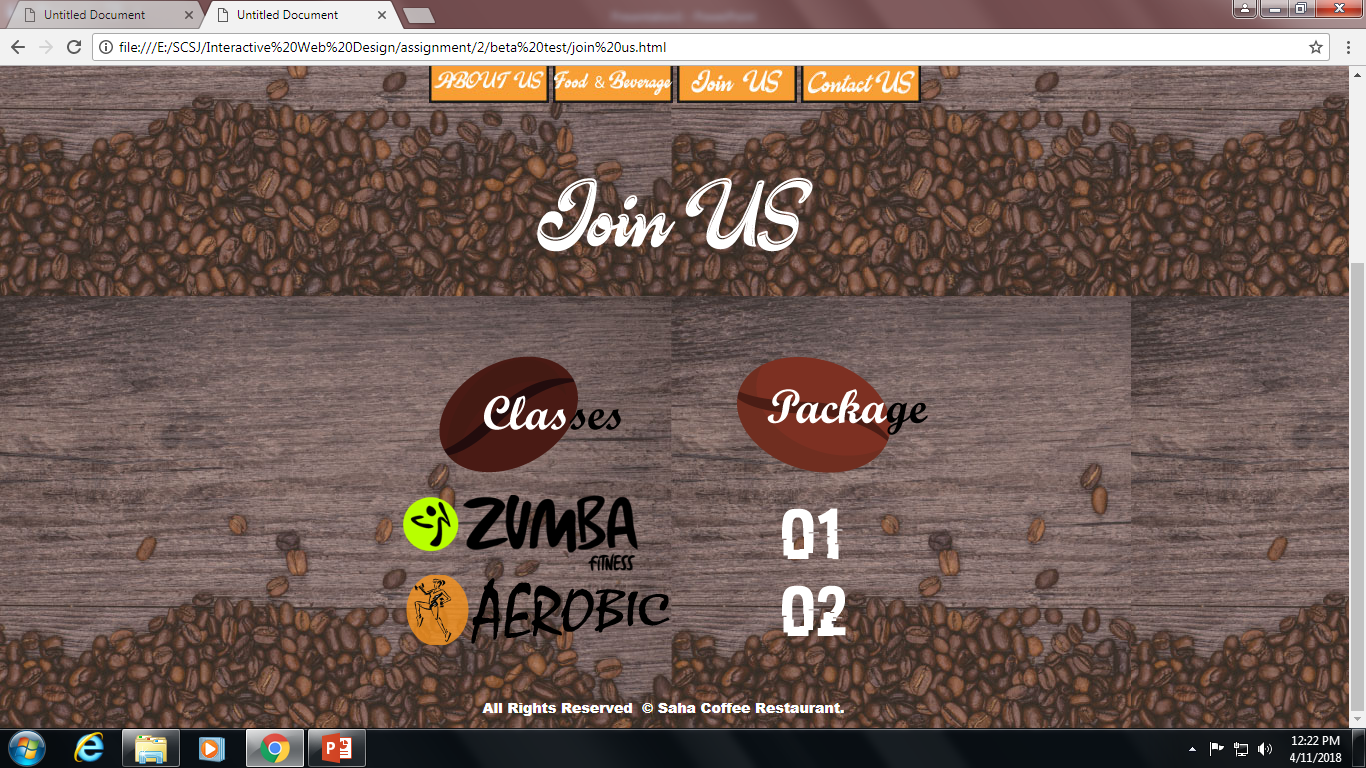 Untitled Document
Untitled Document
file:///E:/SCSJ/Interactive%20Web%20Design/assignment/2/beta%20test/join%20us.html
ABOUT US
Food & Beverage
Join US
Contact US
Join US
Classes
Package
ZUMBA
FITNESS
01
AEROBIC
02
All Rights Reserved © Saha Coffee Restaurant.
12:22 PM
4/11/2018